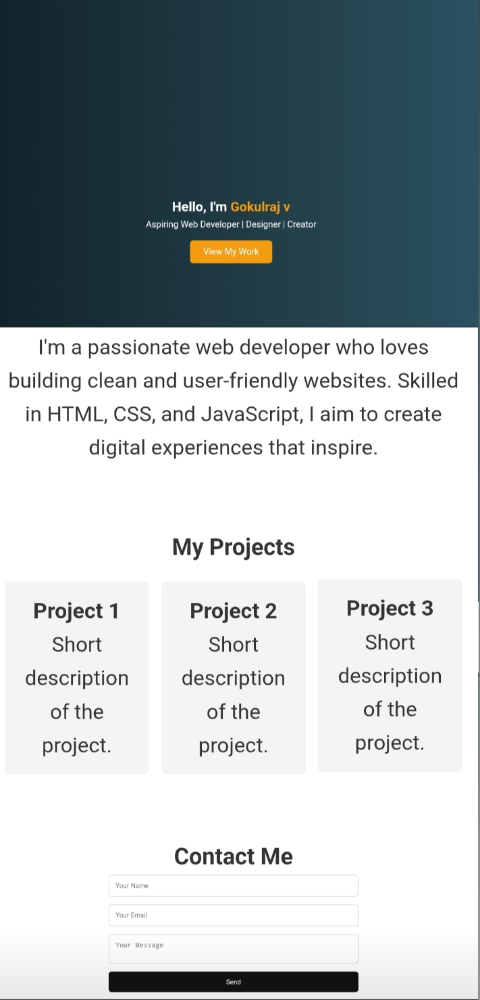 Hello, I'm Gokulraj v
Aspiring Web Developer | Designer | Creator
View My Work
I'm a passionate web developer who loves
building clean and user-friendly websites. Skilled
in HTML, CSS, and JavaScript, I aim to create
digital experiences that inspire.
My Projects
Project 1
Short
description
of the
project.
Project 2
Short
description
of the
project.
Project 3
Short
description
of the
project.
Contact Me
Your Name
Your Email
Your Message
Send